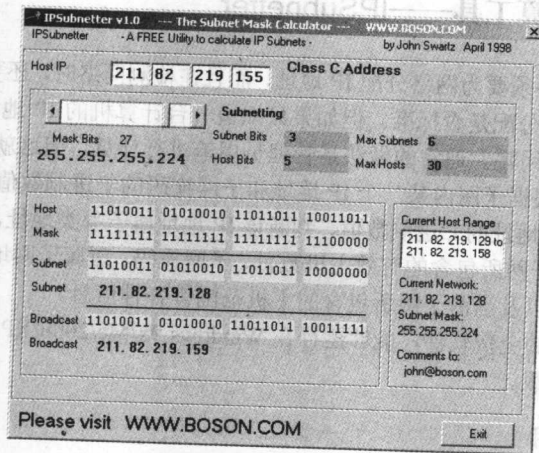 IPSubnetter v1.0 --- The Subnet Mask Calculator --- WWW.BOSON.COM
IPSubnetter - A FREE Utility to calculate IP Subnets - by John Swartz April 1998
Host IP 211 82 219 155 Class C Address
Subnetting
Mask Bits 27
255.255.255.224
Subnet Bits 3 Max Subnets 6
Host Bits 5 Max Hosts 30
Host 11010011 01010010 11011011 10011011
Mask 11111111 11111111 11111111 11100000
Subnet 11010011 01010010 11011011 10000000
Subnet 211. 82. 219. 128
Broadcast 11010011 01010010 11011011 10011111
Broadcast 211. 82. 219. 159
Current Host Range
211. 82. 219. 129 to
211. 82. 219. 158
Current Network:
211. 82. 219. 128
Subnet Mask:
255.255.255.224
Comments to:
john@boson.com
Please visit WWW.BOSON.COM
Exit